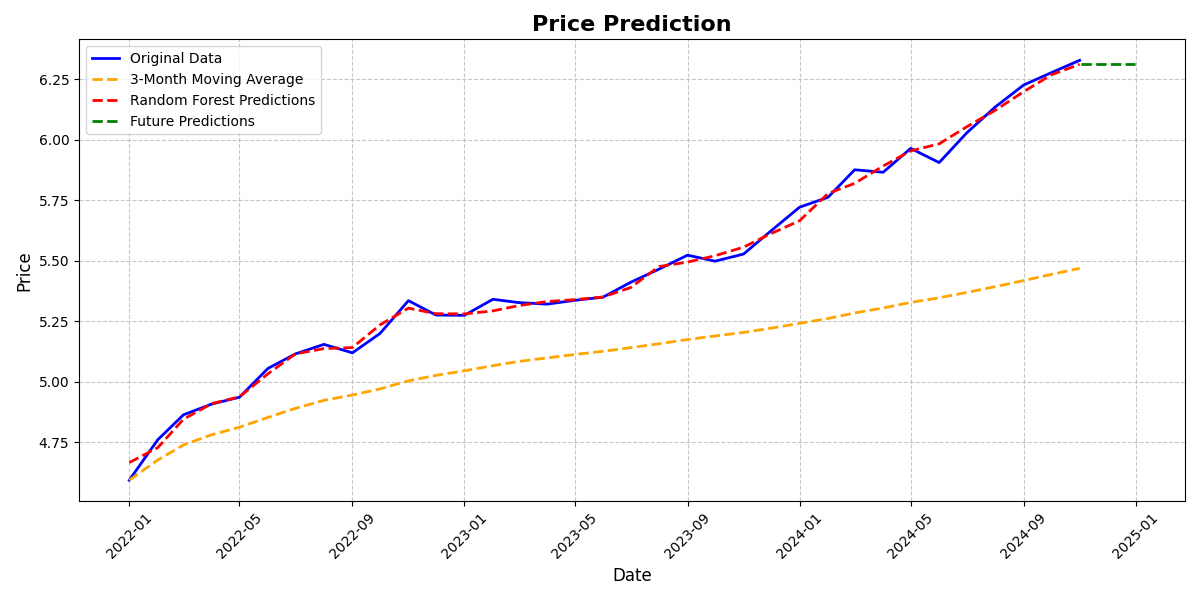 Price Prediction
Original Data
3-Month Moving Average
Random Forest Predictions
Future Predictions
Price
6.25
6.00
5.75
5.50
5.25
5.00
4.75
2022-01
2022-05
2022-09
2023-01
2023-05
2023-09
2024-01
2024-05
2024-09
2025-01
Date